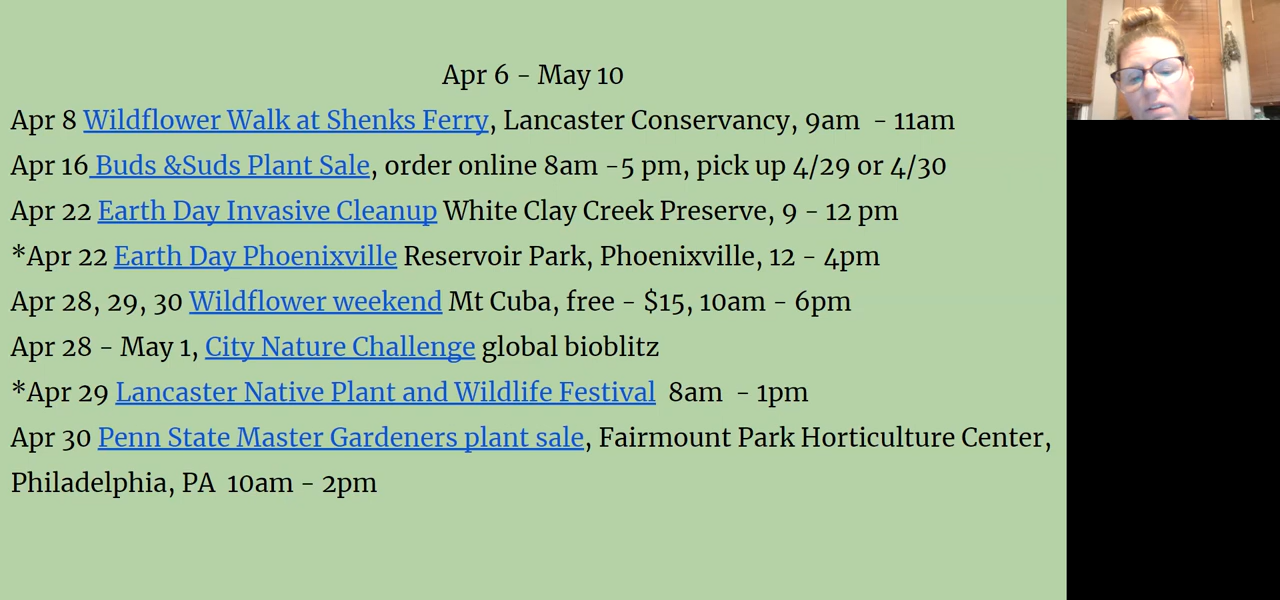 Apr 6 - May 10
Apr 8 Wildflower Walk at Shenks Ferry, Lancaster Conservancy, 9am - 11am
Apr 16 Buds &Suds Plant Sale, order online 8am -5 pm, pick up 4/29 or 4/30
Apr 22 Earth Day Invasive Cleanup White Clay Creek Preserve, 9 - 12 pm
*Apr 22 Earth Day Phoenixville Reservoir Park, Phoenixville, 12 - 4pm
Apr 28, 29, 30 Wildflower weekend Mt Cuba, free - $15, 10am - 6pm
Apr 28 - May 1, City Nature Challenge global bioblitz
*Apr 29 Lancaster Native Plant and Wildlife Festival 8am - 1pm
Apr 30 Penn State Master Gardeners plant sale, Fairmount Park Horticulture Center,
Philadelphia, PA 10am - 2pm